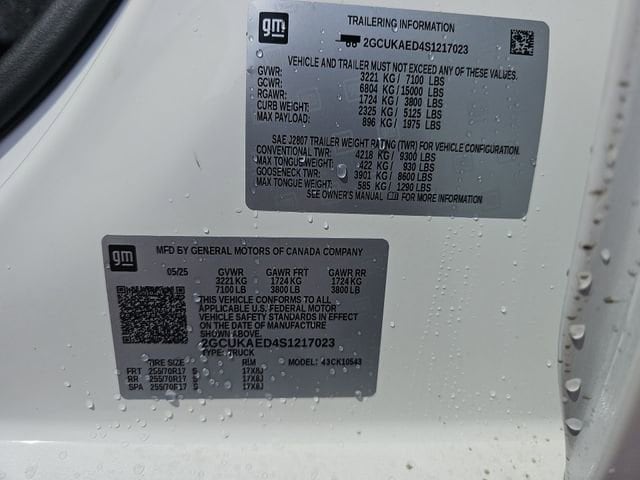 gm
TRAILERING INFORMATION
2GCUKAED4S1217023
VEHICLE AND TRAILER MUST NOT EXCEED ANY OF THESE VALUES.
GVWR: 3221 KG / 7100 LBS
GCWR: 6804 KG / 15000 LBS
RGAWR: 1724 KG / 3800 LBS
CURB WEIGHT: 2325 KG / 5125 LBS
MAX PAYLOAD: 896 KG / 1975 LBS
SAE J2807 TRAILER WEIGHT RATING (TWR) FOR VEHICLE CONFIGURATION.
CONVENTIONAL TWR: 4218 KG / 9300 LBS
MAX TONGUE WEIGHT: 422 KG / 930 LBS
GOOSENECK TWR: 3901 KG / 8600 LBS
MAX TONGUE WEIGHT: 585 KG / 1290 LBS
SEE OWNER'S MANUAL FOR MORE INFORMATION
gm
MFD BY GENERAL MOTORS OF CANADA COMPANY
05/25 GVWR GAWR FRT GAWR RR
3221 KG 1724 KG 1724 KG
7100 LB 3800 LB 3800 LB
THIS VEHICLE CONFORMS TO ALL
APPLICABLE U.S. FEDERAL MOTOR
VEHICLE SAFETY STANDARDS IN EFFECT
ON THE DATE OF MANUFACTURE
SHOWN ABOVE.
2GCUKAED4S1217023
TYPE: TRUCK MODEL: 43CK10543
TIRE SIZE RIM
FRT 255/70R17 S 17X8J
RR 255/70R17 S 17X8J
SPA 255/70R17 S 17X8J